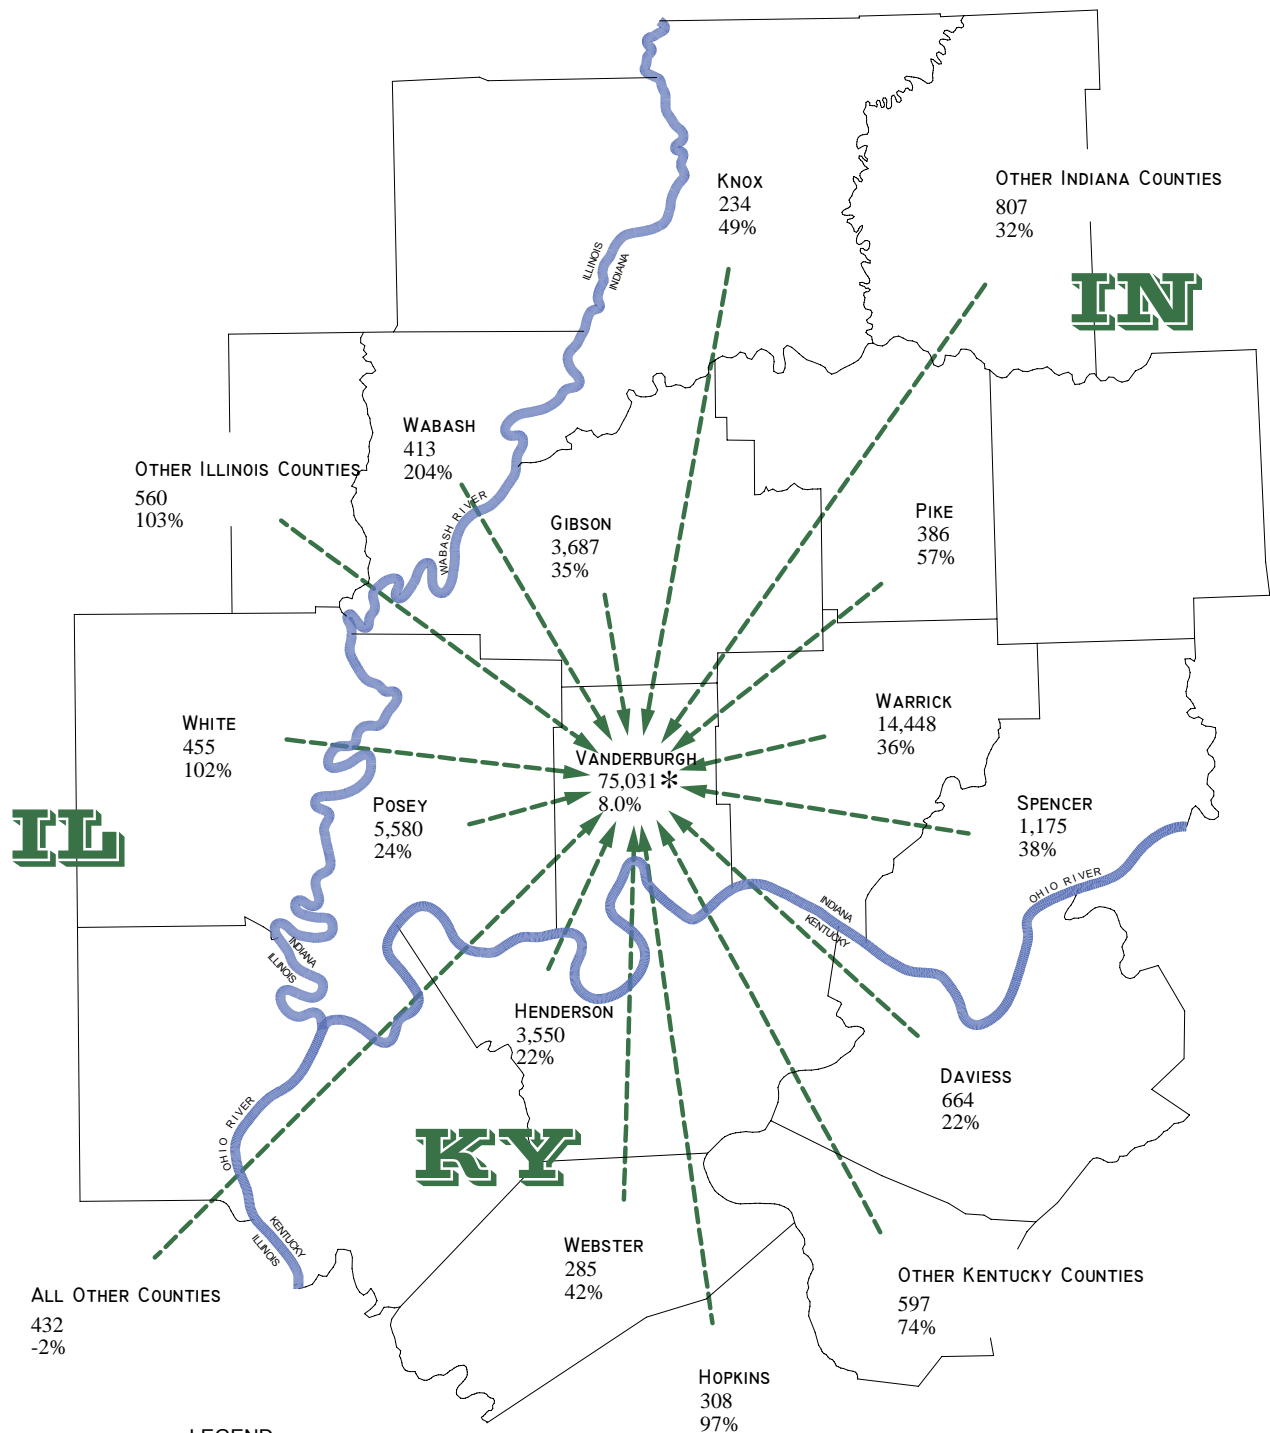 KNOX
234
49%
OTHER INDIANA COUNTIES
807
32%
IN
ILLINOIS
INDIANA
WABASH
413
204%
OTHER ILLINOIS COUNTIES
560
103%
WABASH RIVER
GIBSON
3,687
35%
PIKE
386
57%
WHITE
455
102%
WARRICK
14,448
36%
VANDERBURGH
75,031*
8.0%
IL
POSEY
5,580
24%
SPENCER
1,175
38%
OHIO RIVER
INDIANA
KENTUCKY
INDIANA
ILLINOIS
HENDERSON
3,550
22%
DAVIESS
664
22%
OHIO RIVER
KY
KENTUCKY
ILLINOIS
WEBSTER
285
42%
OTHER KENTUCKY COUNTIES
597
74%
ALL OTHER COUNTIES
432
-2%
HOPKINS
308
97%
LEGEND